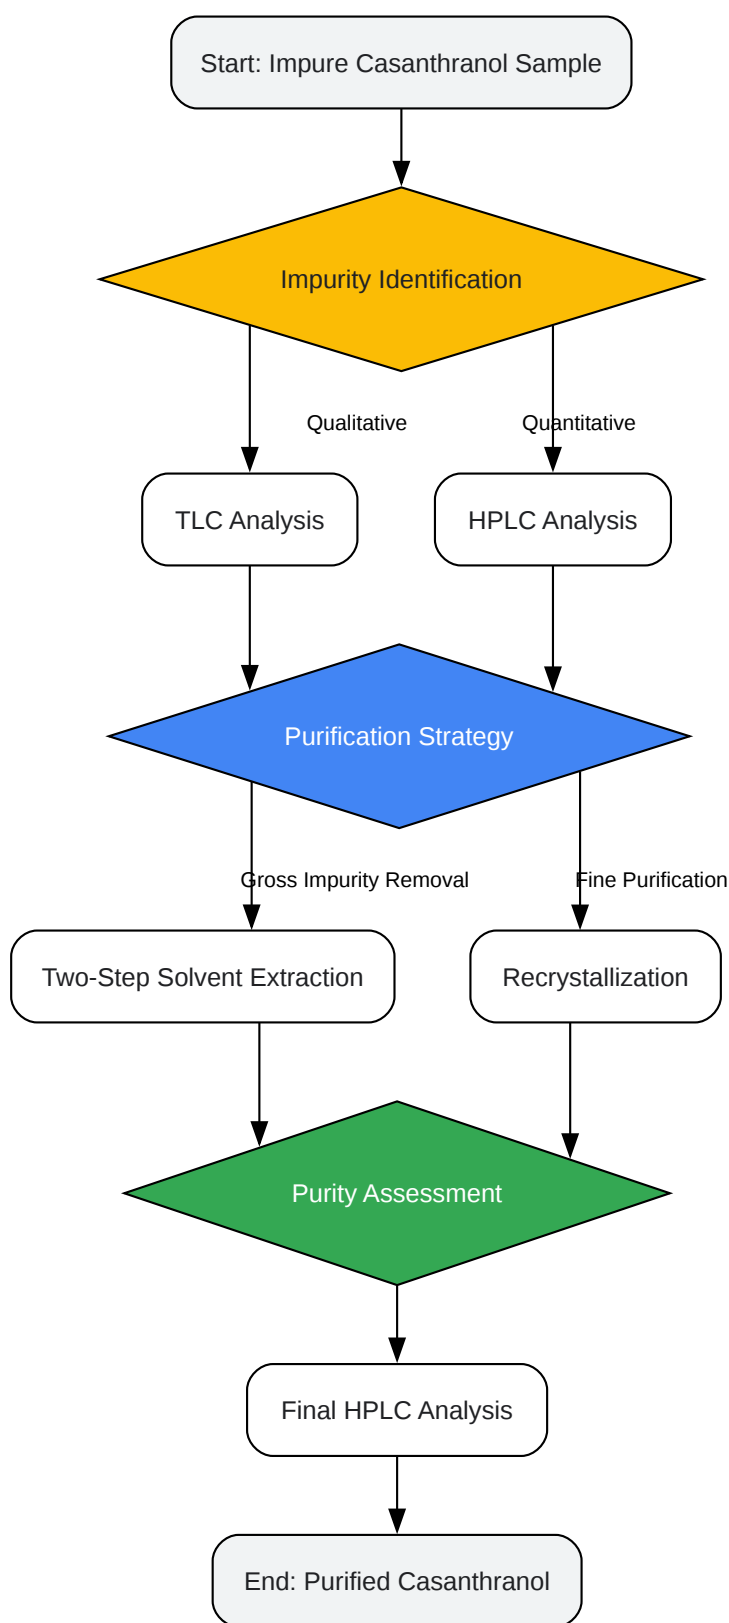 Start: Impure Casanthranol Sample
Impurity Identification
Qualitative
Quantitative
TLC Analysis
HPLC Analysis
Purification Strategy
Gross Impurity Removal
Fine Purification
Two-Step Solvent Extraction
Recrystallization
Purity Assessment
Final HPLC Analysis
End: Purified Casanthranol